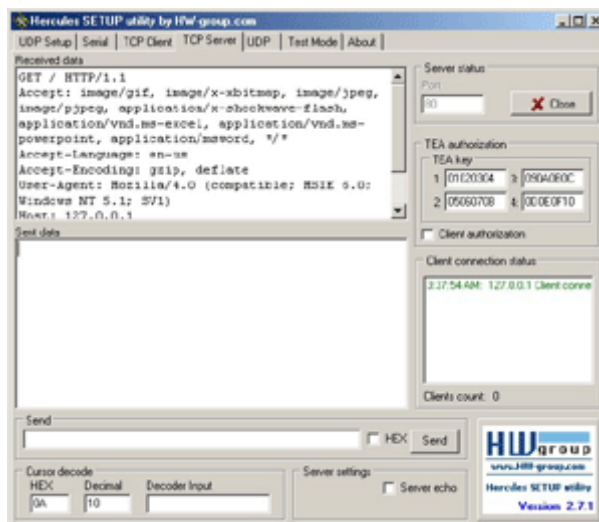 Hercules SETUP utility by HW-group.com
UDP Setup Serial TCP Client TCP Server UDP Test Mode About
Received data
GET / HTTP/1.1
Accept: image/gif, image/x-xbitmap, image/jpeg,
image/pjpeg, application/x-shockwave-flash,
application/vnd.ms-excel, application/vnd.ms-
powerpoint, application/msword, */*
Accept-Language: en-us
Accept-Encoding: gzip, deflate
User-Agent: Mozilla/4.0 (compatible; MSIE 6.0;
Windows NT 5.1; SV1)
Host: 127.0.0.1
Sent data
Server status
Port
80
Close
TEA authorization
TEA key
1: 01020304 3: 090A0B0C
2: 05060708 4: 0D0E0F10
Client authorization
Client connection status
3:37:54 AM: 127.0.0.1 Client conne
Clients count: 0
Send
HEX Send
Cursor decode
HEX Decimal Decoder Input
0A 10
Server settings
Server echo
HW group
www.HW-group.com
Hercules SETUP utility
Version 2.7.1